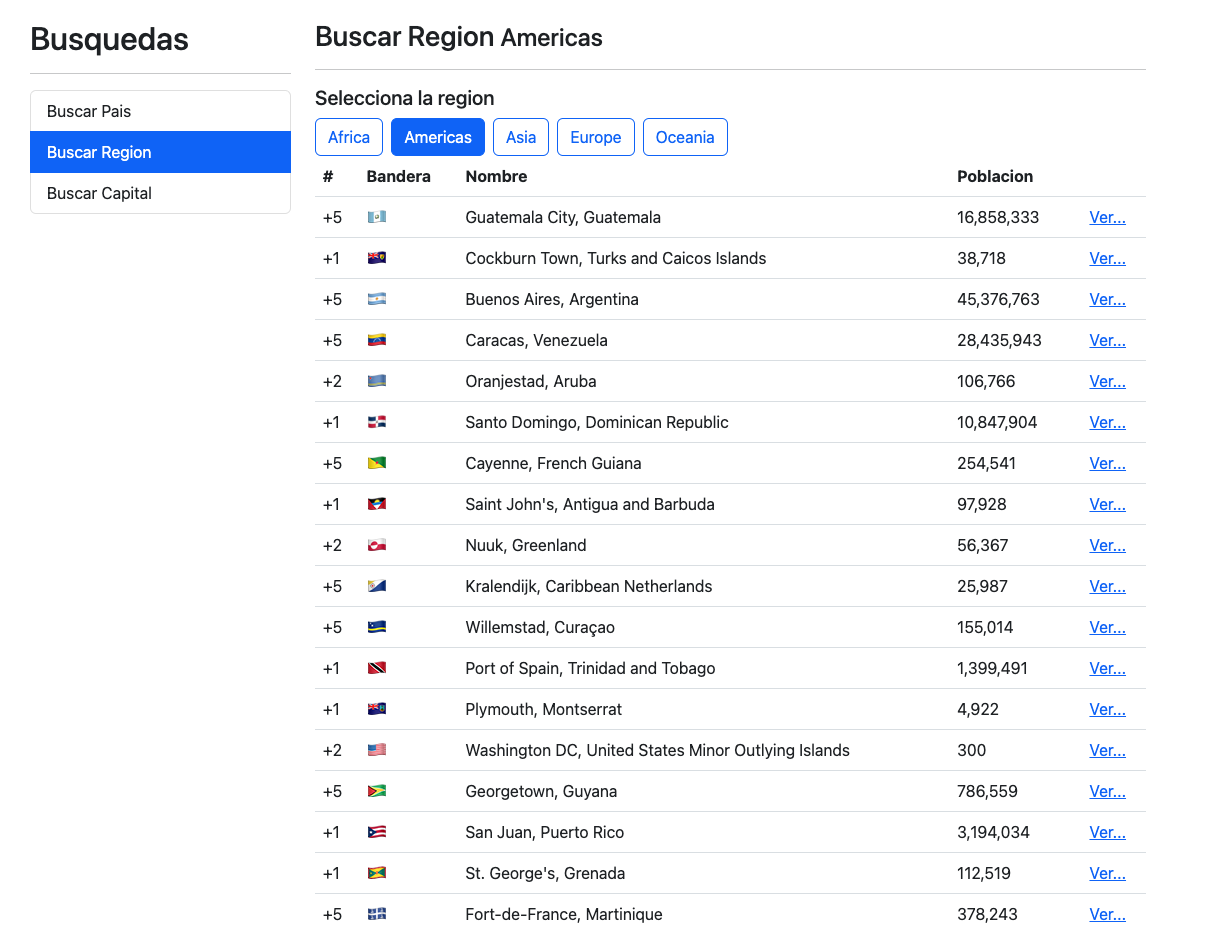 Busquedas
Buscar Pais
Buscar Region
Buscar Capital
Buscar Region Americas
Selecciona la region
Africa Americas Asia Europe Oceania
# Bandera Nombre Poblacion
+5 Guatemala City, Guatemala 16,858,333 Ver...
+1 Cockburn Town, Turks and Caicos Islands 38,718 Ver...
+5 Buenos Aires, Argentina 45,376,763 Ver...
+5 Caracas, Venezuela 28,435,943 Ver...
+2 Oranjestad, Aruba 106,766 Ver...
+1 Santo Domingo, Dominican Republic 10,847,904 Ver...
+5 Cayenne, French Guiana 254,541 Ver...
+1 Saint John's, Antigua and Barbuda 97,928 Ver...
+2 Nuuk, Greenland 56,367 Ver...
+5 Kralendijk, Caribbean Netherlands 25,987 Ver...
+5 Willemstad, Curaçao 155,014 Ver...
+1 Port of Spain, Trinidad and Tobago 1,399,491 Ver...
+1 Plymouth, Montserrat 4,922 Ver...
+2 Washington DC, United States Minor Outlying Islands 300 Ver...
+5 Georgetown, Guyana 786,559 Ver...
+1 San Juan, Puerto Rico 3,194,034 Ver...
+1 St. George's, Grenada 112,519 Ver...
+5 Fort-de-France, Martinique 378,243 Ver...